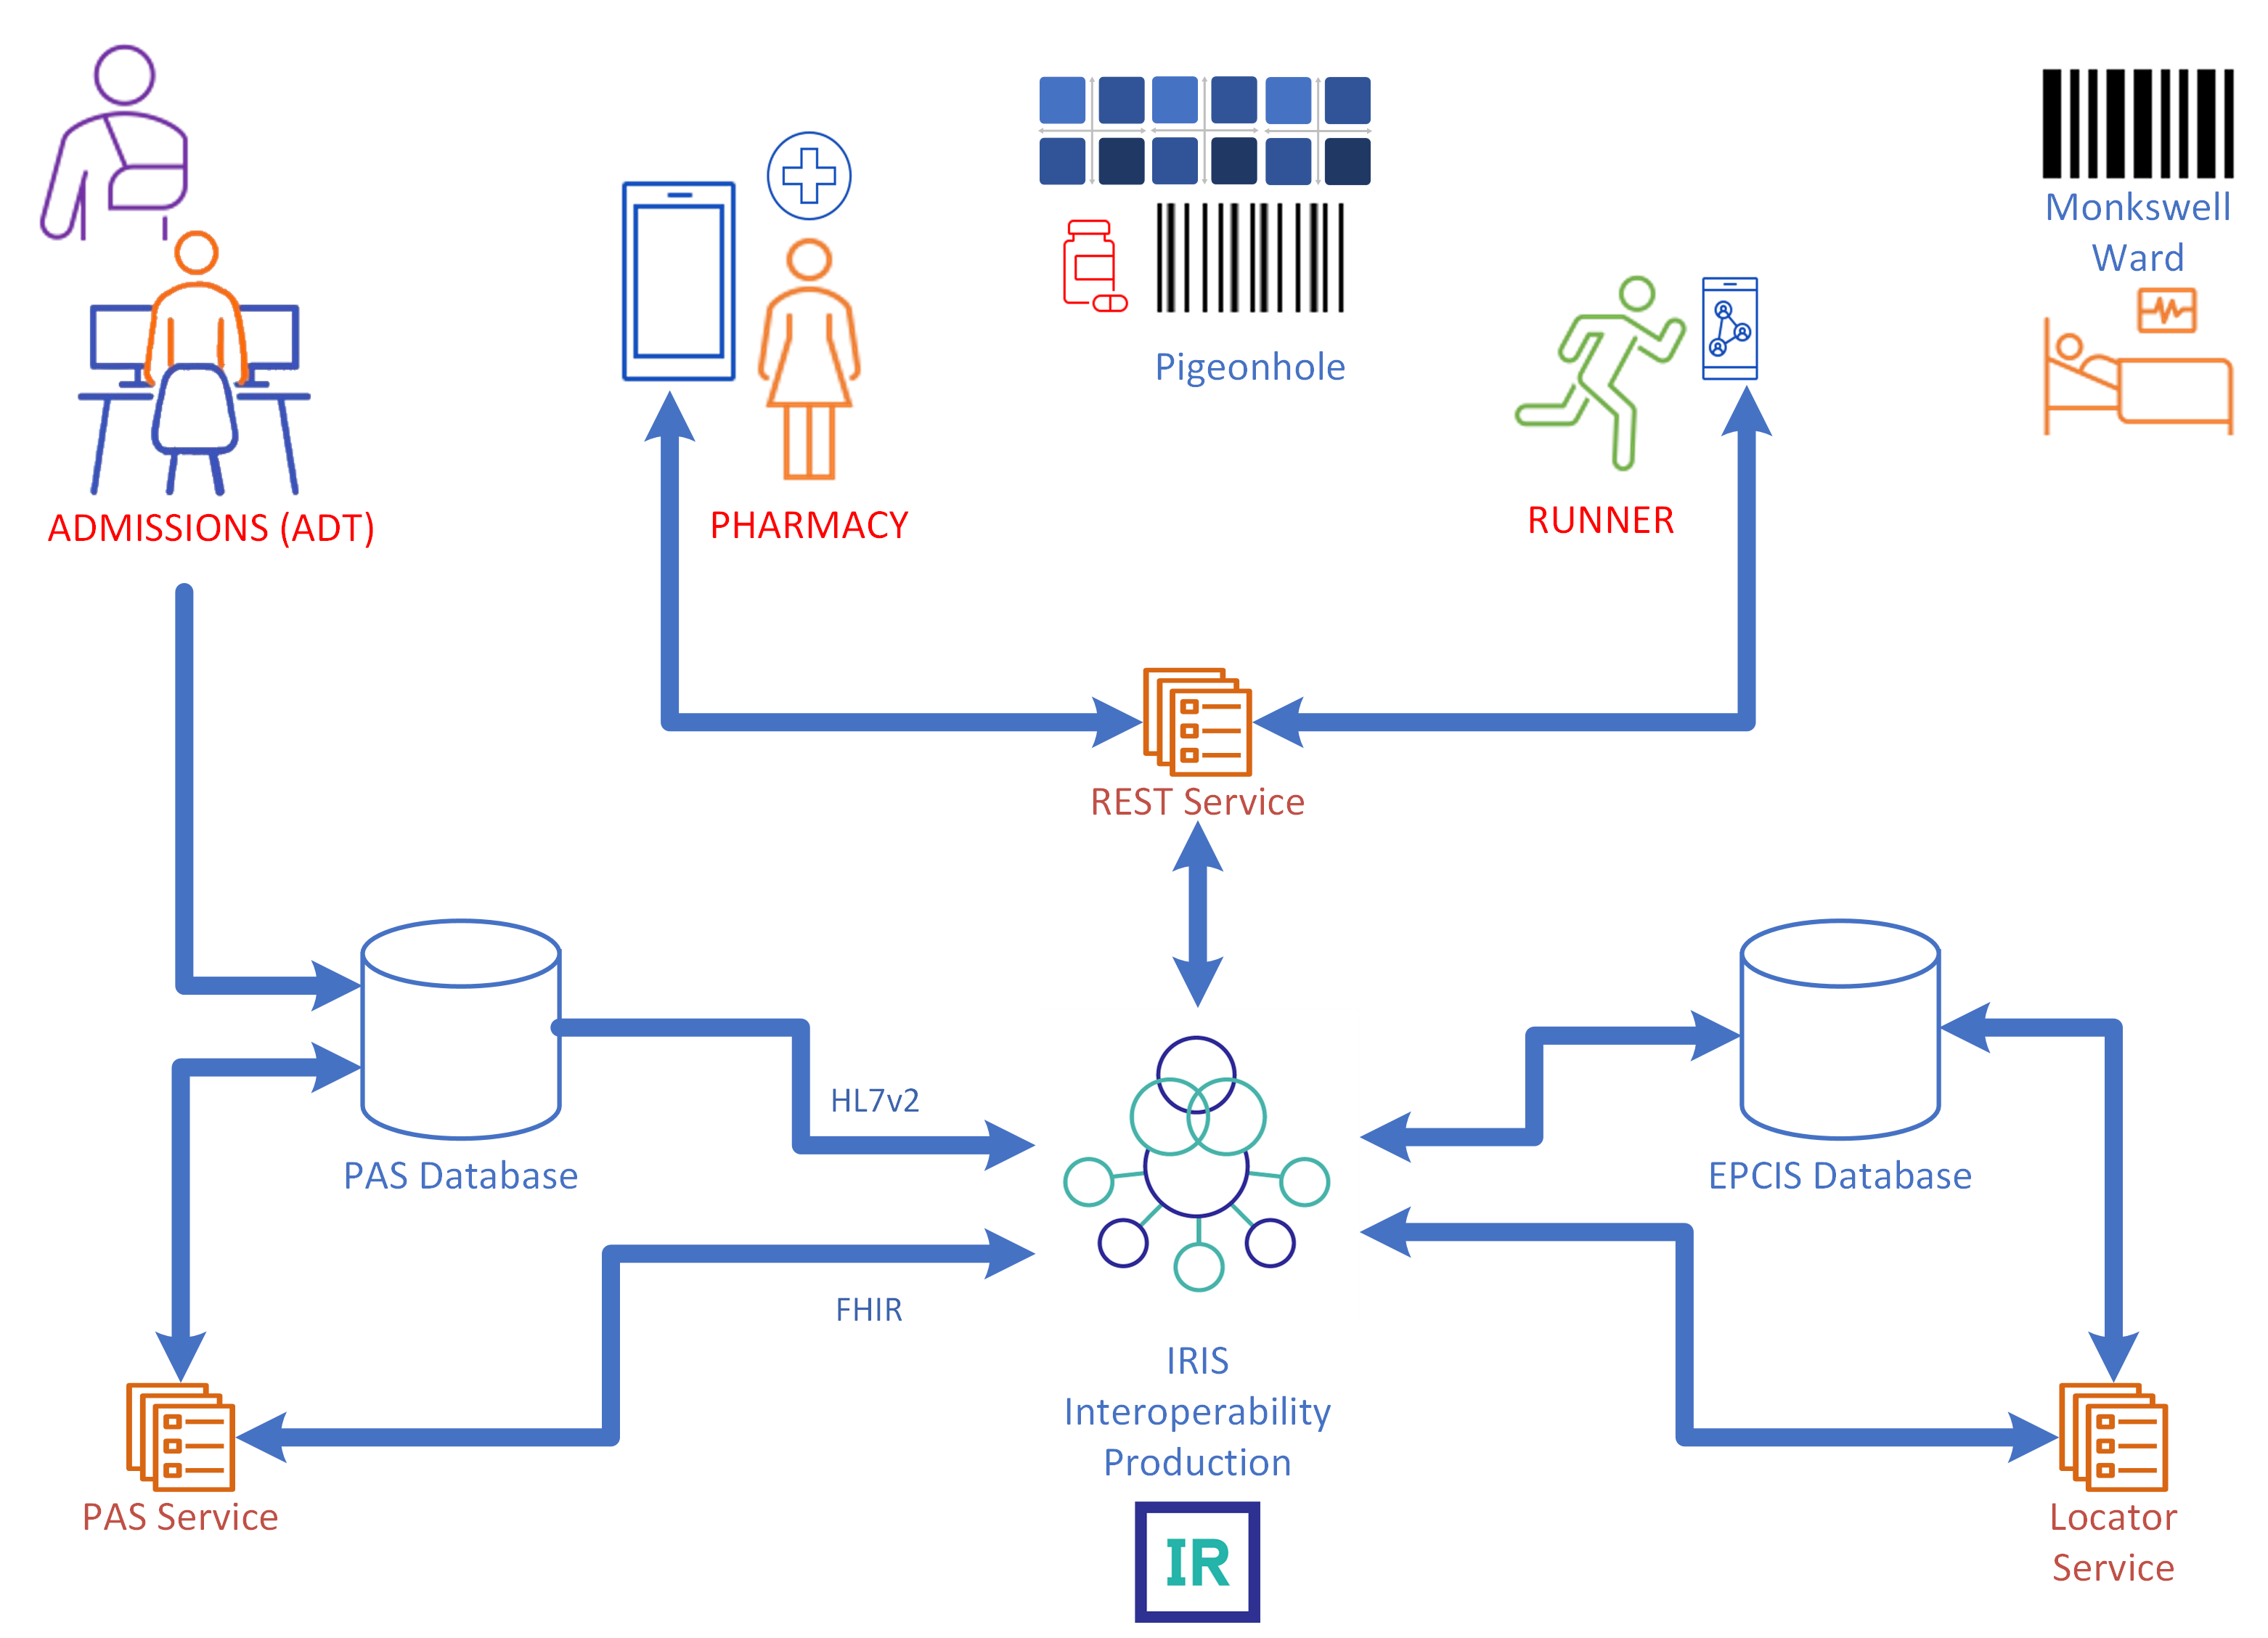 Monkswell
Ward
Pigeonhole
ADMISSIONS (ADT)
PHARMACY
RUNNER
REST Service
HL7v2
PAS Database
EPCIS Database
FHIR
IRIS
Interoperability
Production
PAS Service
Locator
Service
IR